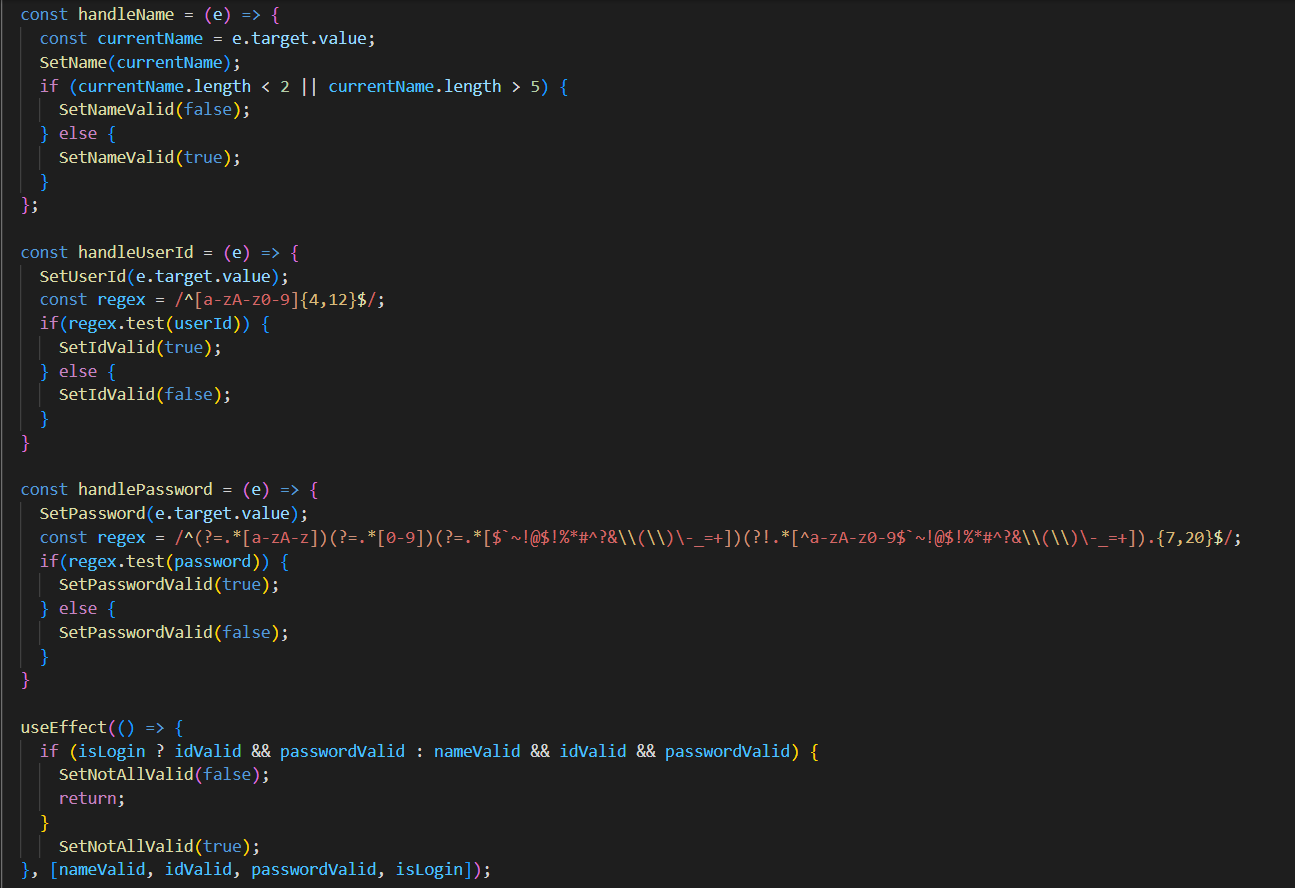 const handleName = (e) => {
  const currentName = e.target.value;
  SetName(currentName);
  if (currentName.length < 2 || currentName.length > 5) {
    SetNameValid(false);
  } else {
    SetNameValid(true);
  }
};

const handleUserId = (e) => {
  SetUserId(e.target.value);
  const regex = /^[a-zA-z0-9]{4,12}$/;
  if(regex.test(userId)) {
    SetIdValid(true);
  } else {
    SetIdValid(false);
  }
}

const handlePassword = (e) => {
  SetPassword(e.target.value);
  const regex = /^(?=.*[a-zA-z])(?=.*[0-9])(?=.*[$`~!@$!%*#^?&\\(\\)\-_=+])(?!.*[^a-zA-z0-9$`~!@$!%*#^?&\\(\\)\-_=+]).{7,20}$/;
  if(regex.test(password)) {
    SetPasswordValid(true);
  } else {
    SetPasswordValid(false);
  }
}

useEffect(() => {
  if (isLogin ? idValid && passwordValid : nameValid && idValid && passwordValid) {
    SetNotAllValid(false);
    return;
  }
    SetNotAllValid(true);
}, [nameValid, idValid, passwordValid, isLogin]);